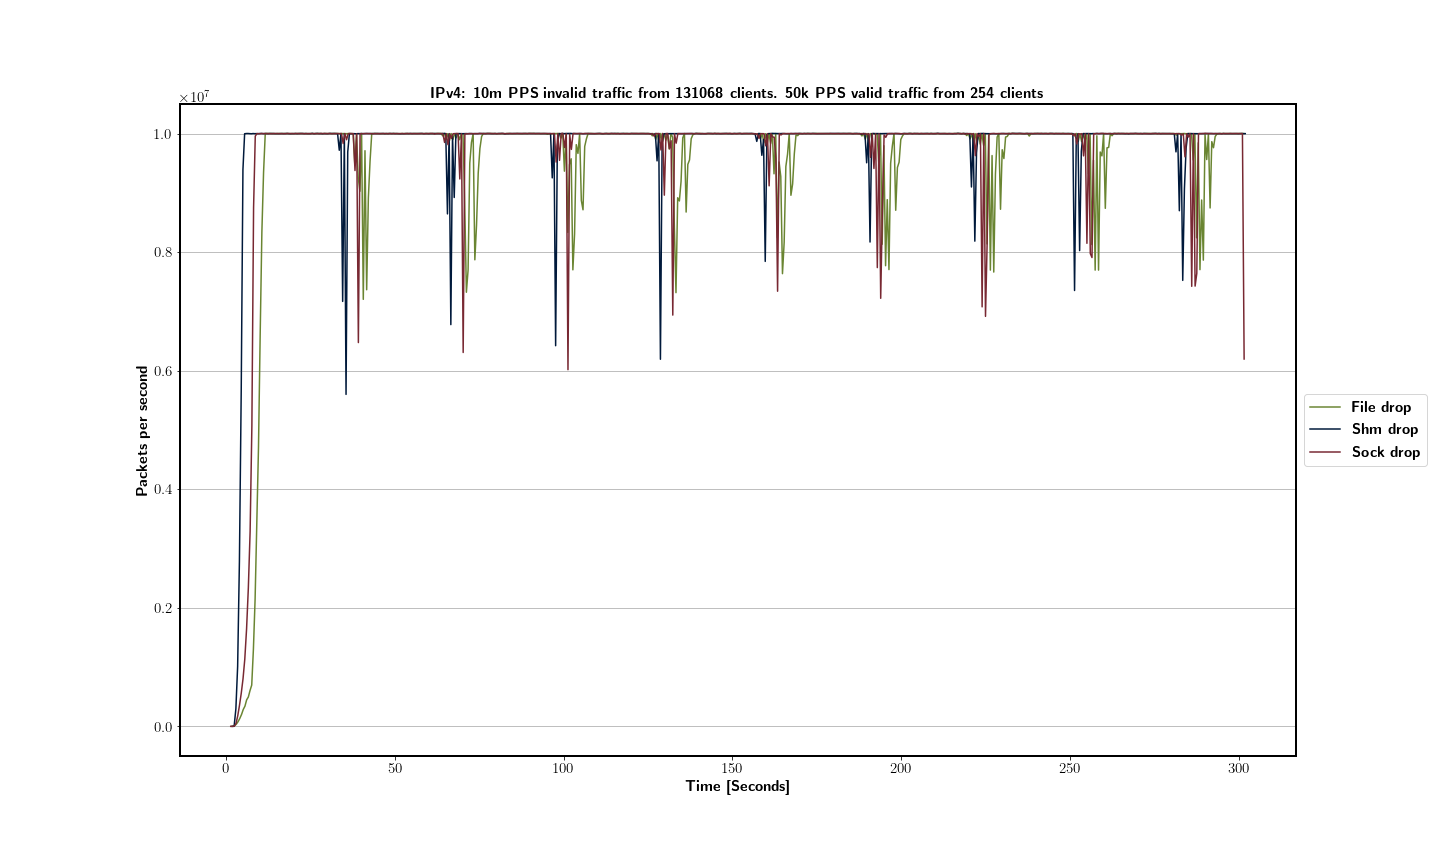 IPv4: 10m PPS invalid traffic from 131068 clients. 50k PPS valid traffic from 254 clients
×10⁷
1.0
0.8
0.6
0.4
0.2
0.0
Packets per second
0 50 100 150 200 250 300
Time [Seconds]
File drop
Shm drop
Sock drop